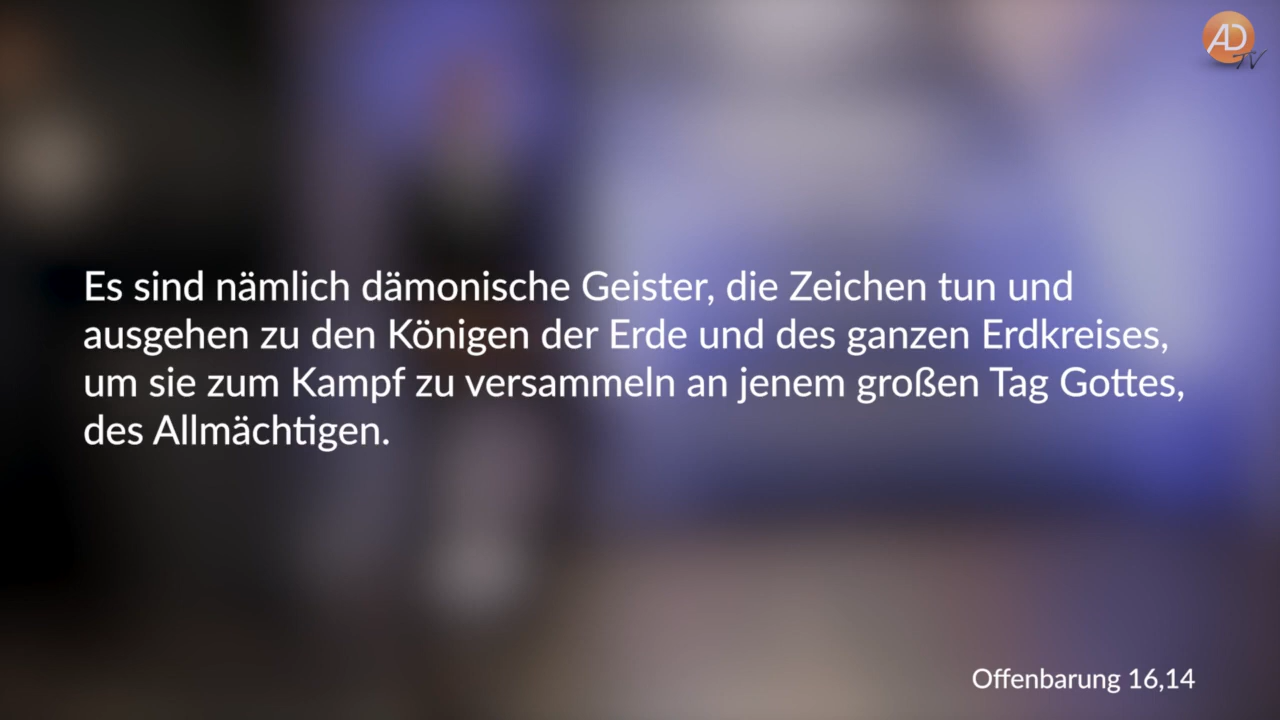 AD
TV
Es sind nämlich dämonische Geister, die Zeichen tun und
ausgehen zu den Königen der Erde und des ganzen Erdkreises,
um sie zum Kampf zu versammeln an jenem großen Tag Gottes,
des Allmächtigen.
Offenbarung 16,14